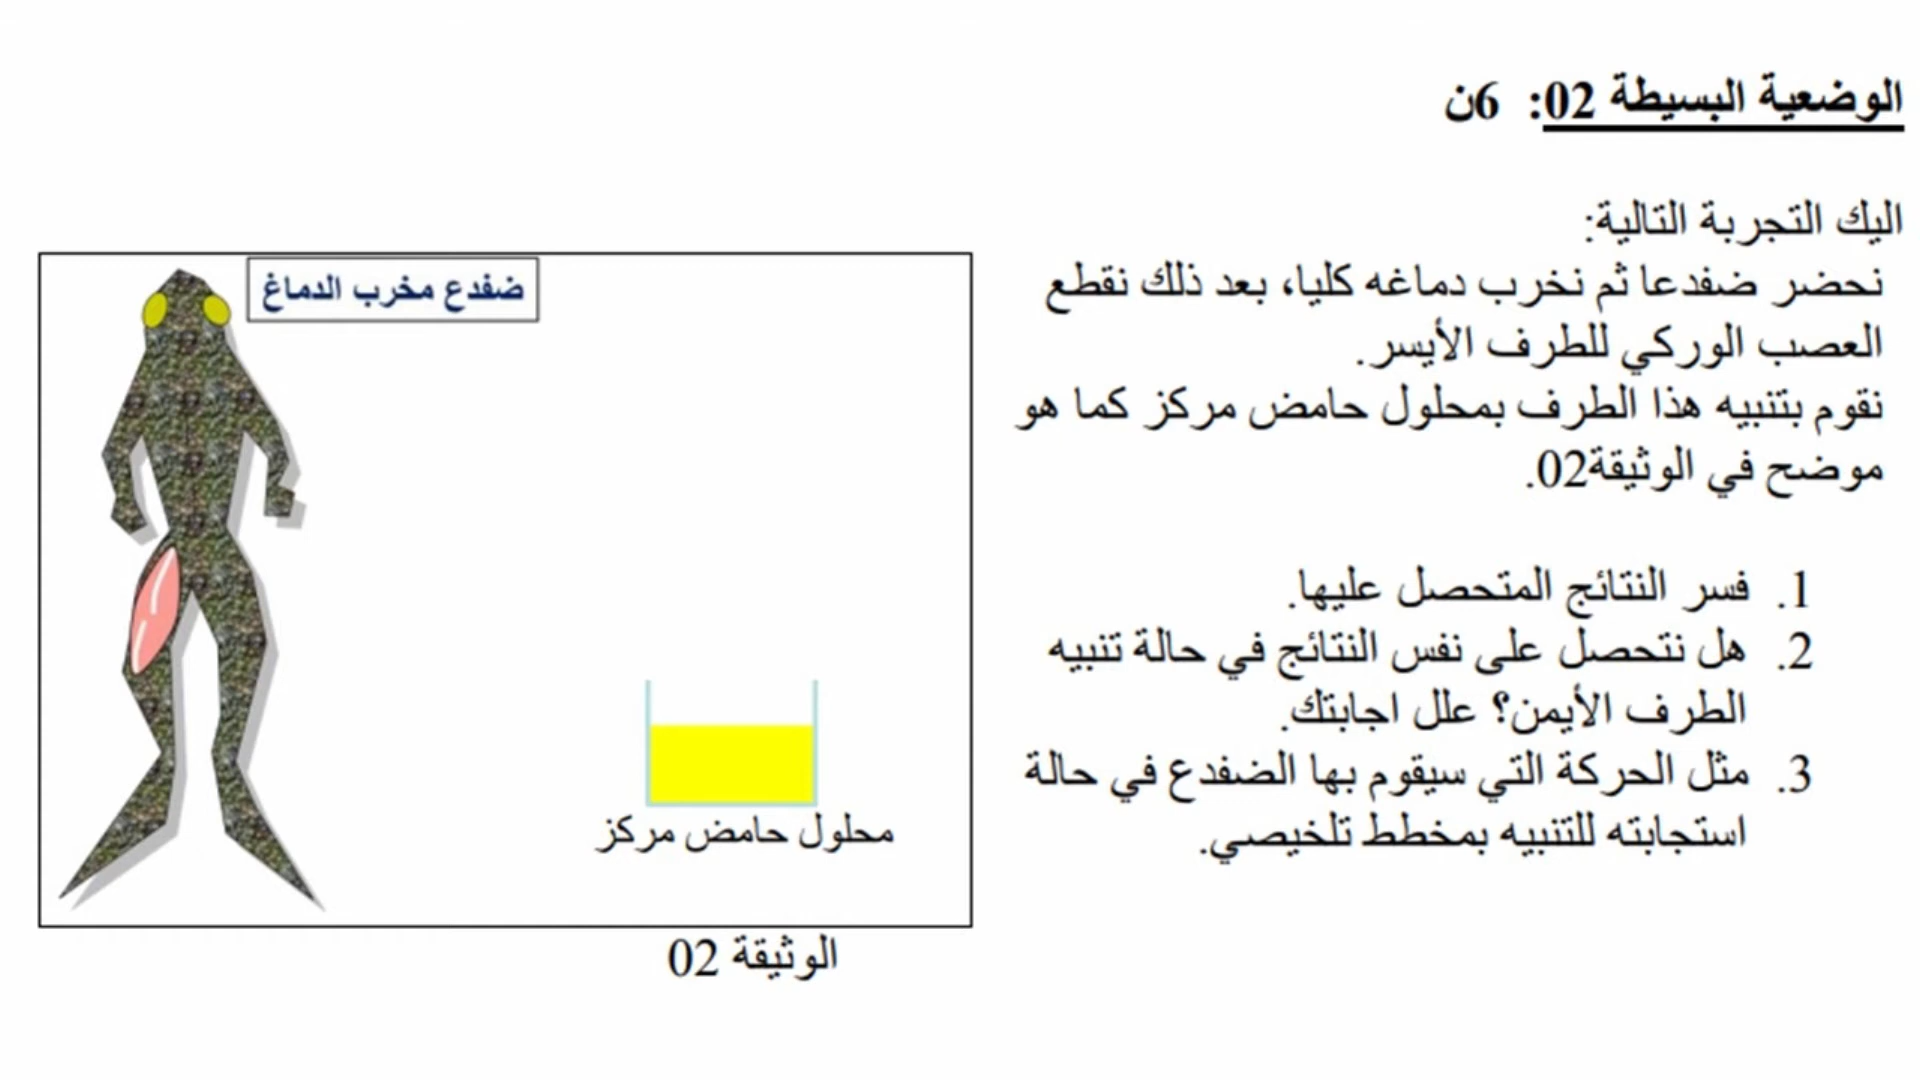 الوضعية البسيطة 02: 6ن
اليك التجربة التالية:
نحضر ضفدعا ثم نخرب دماغه كليا، بعد ذلك نقطع
العصب الوركي للطرف الأيسر.
نقوم بتنبيه هذا الطرف بمحلول حامض مركز كما هو
موضح في الوثيقة02.
1. فسر النتائج المتحصل عليها.
2. هل نتحصل على نفس النتائج في حالة تنبيه
الطرف الأيمن؟ علل اجابتك.
3. مثل الحركة التي سيقوم بها الضفدع في حالة
استجابته للتنبيه بمخطط تلخيصي.
ضفدع مخرب الدماغ
محلول حامض مركز
الوثيقة 02